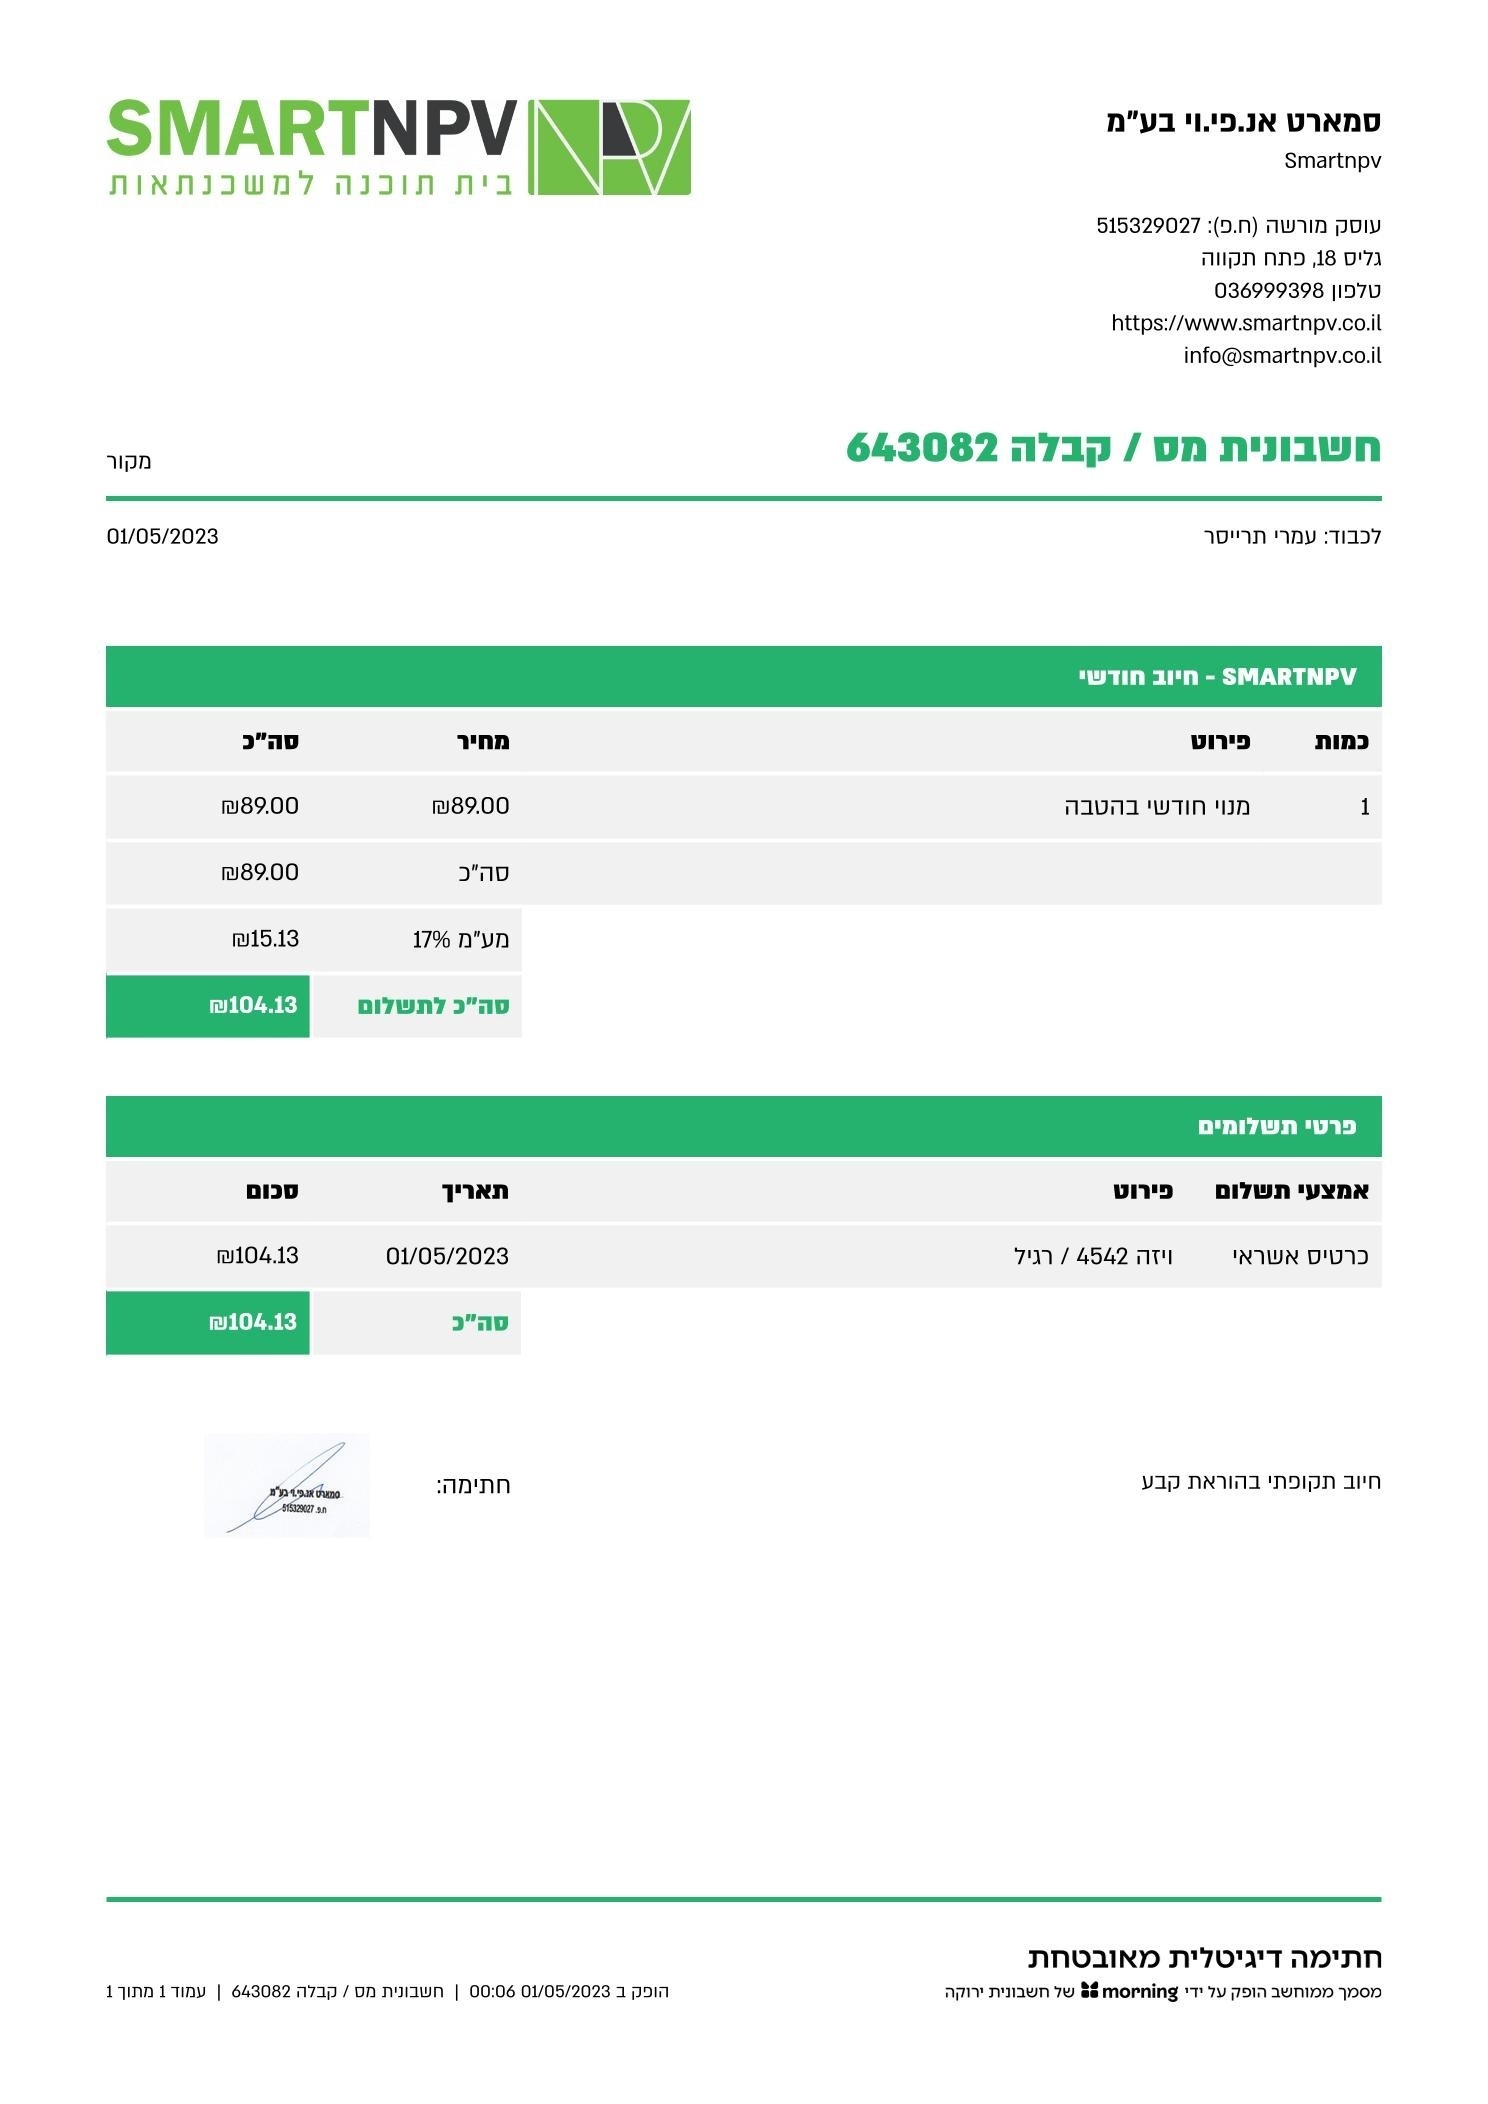 SMARTNPV
בית תוכנה למשכנתאות
NPV
סמארט אנ.פי.וי בע"מ
Smartnpv
עוסק מורשה (ח.פ): 515329027
גליס 18, פתח תקווה
טלפון 036999398
https://www.smartnpv.co.il
info@smartnpv.co.il
חשבונית מס / קבלה 643082
מקור
לכבוד: עמרי תרייסר
01/05/2023
SMARTNPV - חיוב חודשי
כמות פירוט מחיר סה"כ
1 מנוי חודשי בהטבה ₪89.00 ₪89.00
סה"כ ₪89.00
מע"מ 17% ₪15.13
סה"כ לתשלום ₪104.13
פרטי תשלומים
אמצעי תשלום פירוט תאריך סכום
כרטיס אשראי ויזה 4542 / רגיל 01/05/2023 ₪104.13
סה"כ ₪104.13
חיוב תקופתי בהוראת קבע
חתימה:
סמארט אנ.פי.וי בע"מ
ח.פ. 515329027
חתימה דיגיטלית מאובטחת
מסמך ממוחשב הופק על ידי morning של חשבונית ירוקה
הופק ב 01/05/2023 00:06 | חשבונית מס / קבלה 643082 | עמוד 1 מתוך 1